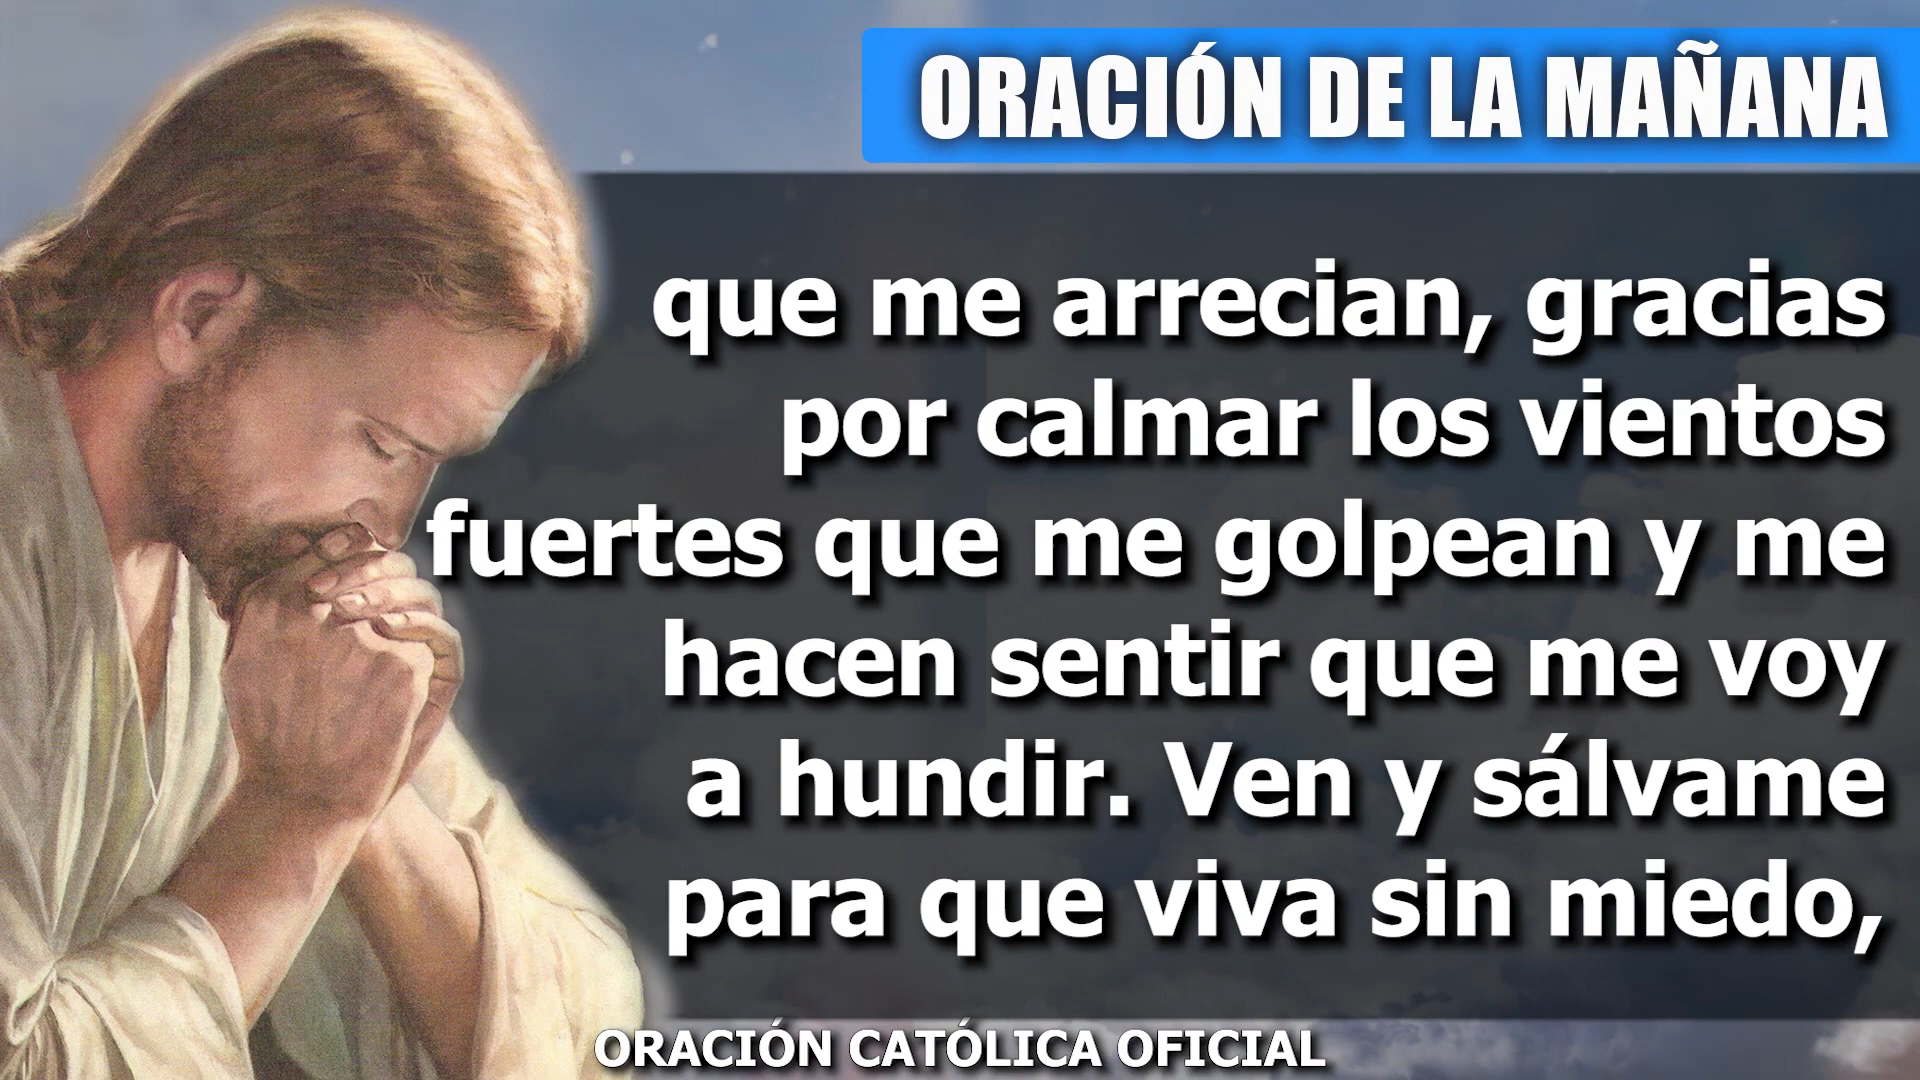 ORACIÓN DE LA MAÑANA
que me arrecian, gracias
por calmar los vientos
fuertes que me golpean y me
hacen sentir que me voy
a hundir. Ven y sálvame
para que viva sin miedo,
ORACIÓN CATÓLICA OFICIAL